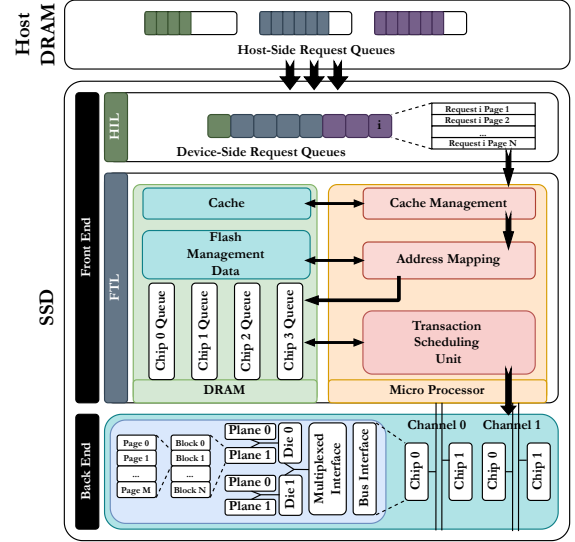 Host
DRAM
Host-Side Request Queues
SSD
Front End
HIL
i
Device-Side Request Queues
Request i Page 1
Request i Page 2
...
Request i Page N
FTL
Cache
Cache Management
Flash
Management
Data
Address Mapping
Chip 0 Queue
Chip 1 Queue
Chip 2 Queue
Chip 3 Queue
Transaction
Scheduling
Unit
DRAM
Micro Processor
Back End
Page 0
Page 1
...
Page M
Block 0
Block 1
...
Block N
Plane 0
Plane 1
Plane 0
Plane 1
Die 0
Die 1
Multiplexed
Interface
Bus Interface
Channel 0
Channel 1
Chip 0
Chip 1
Chip 0
Chip 1